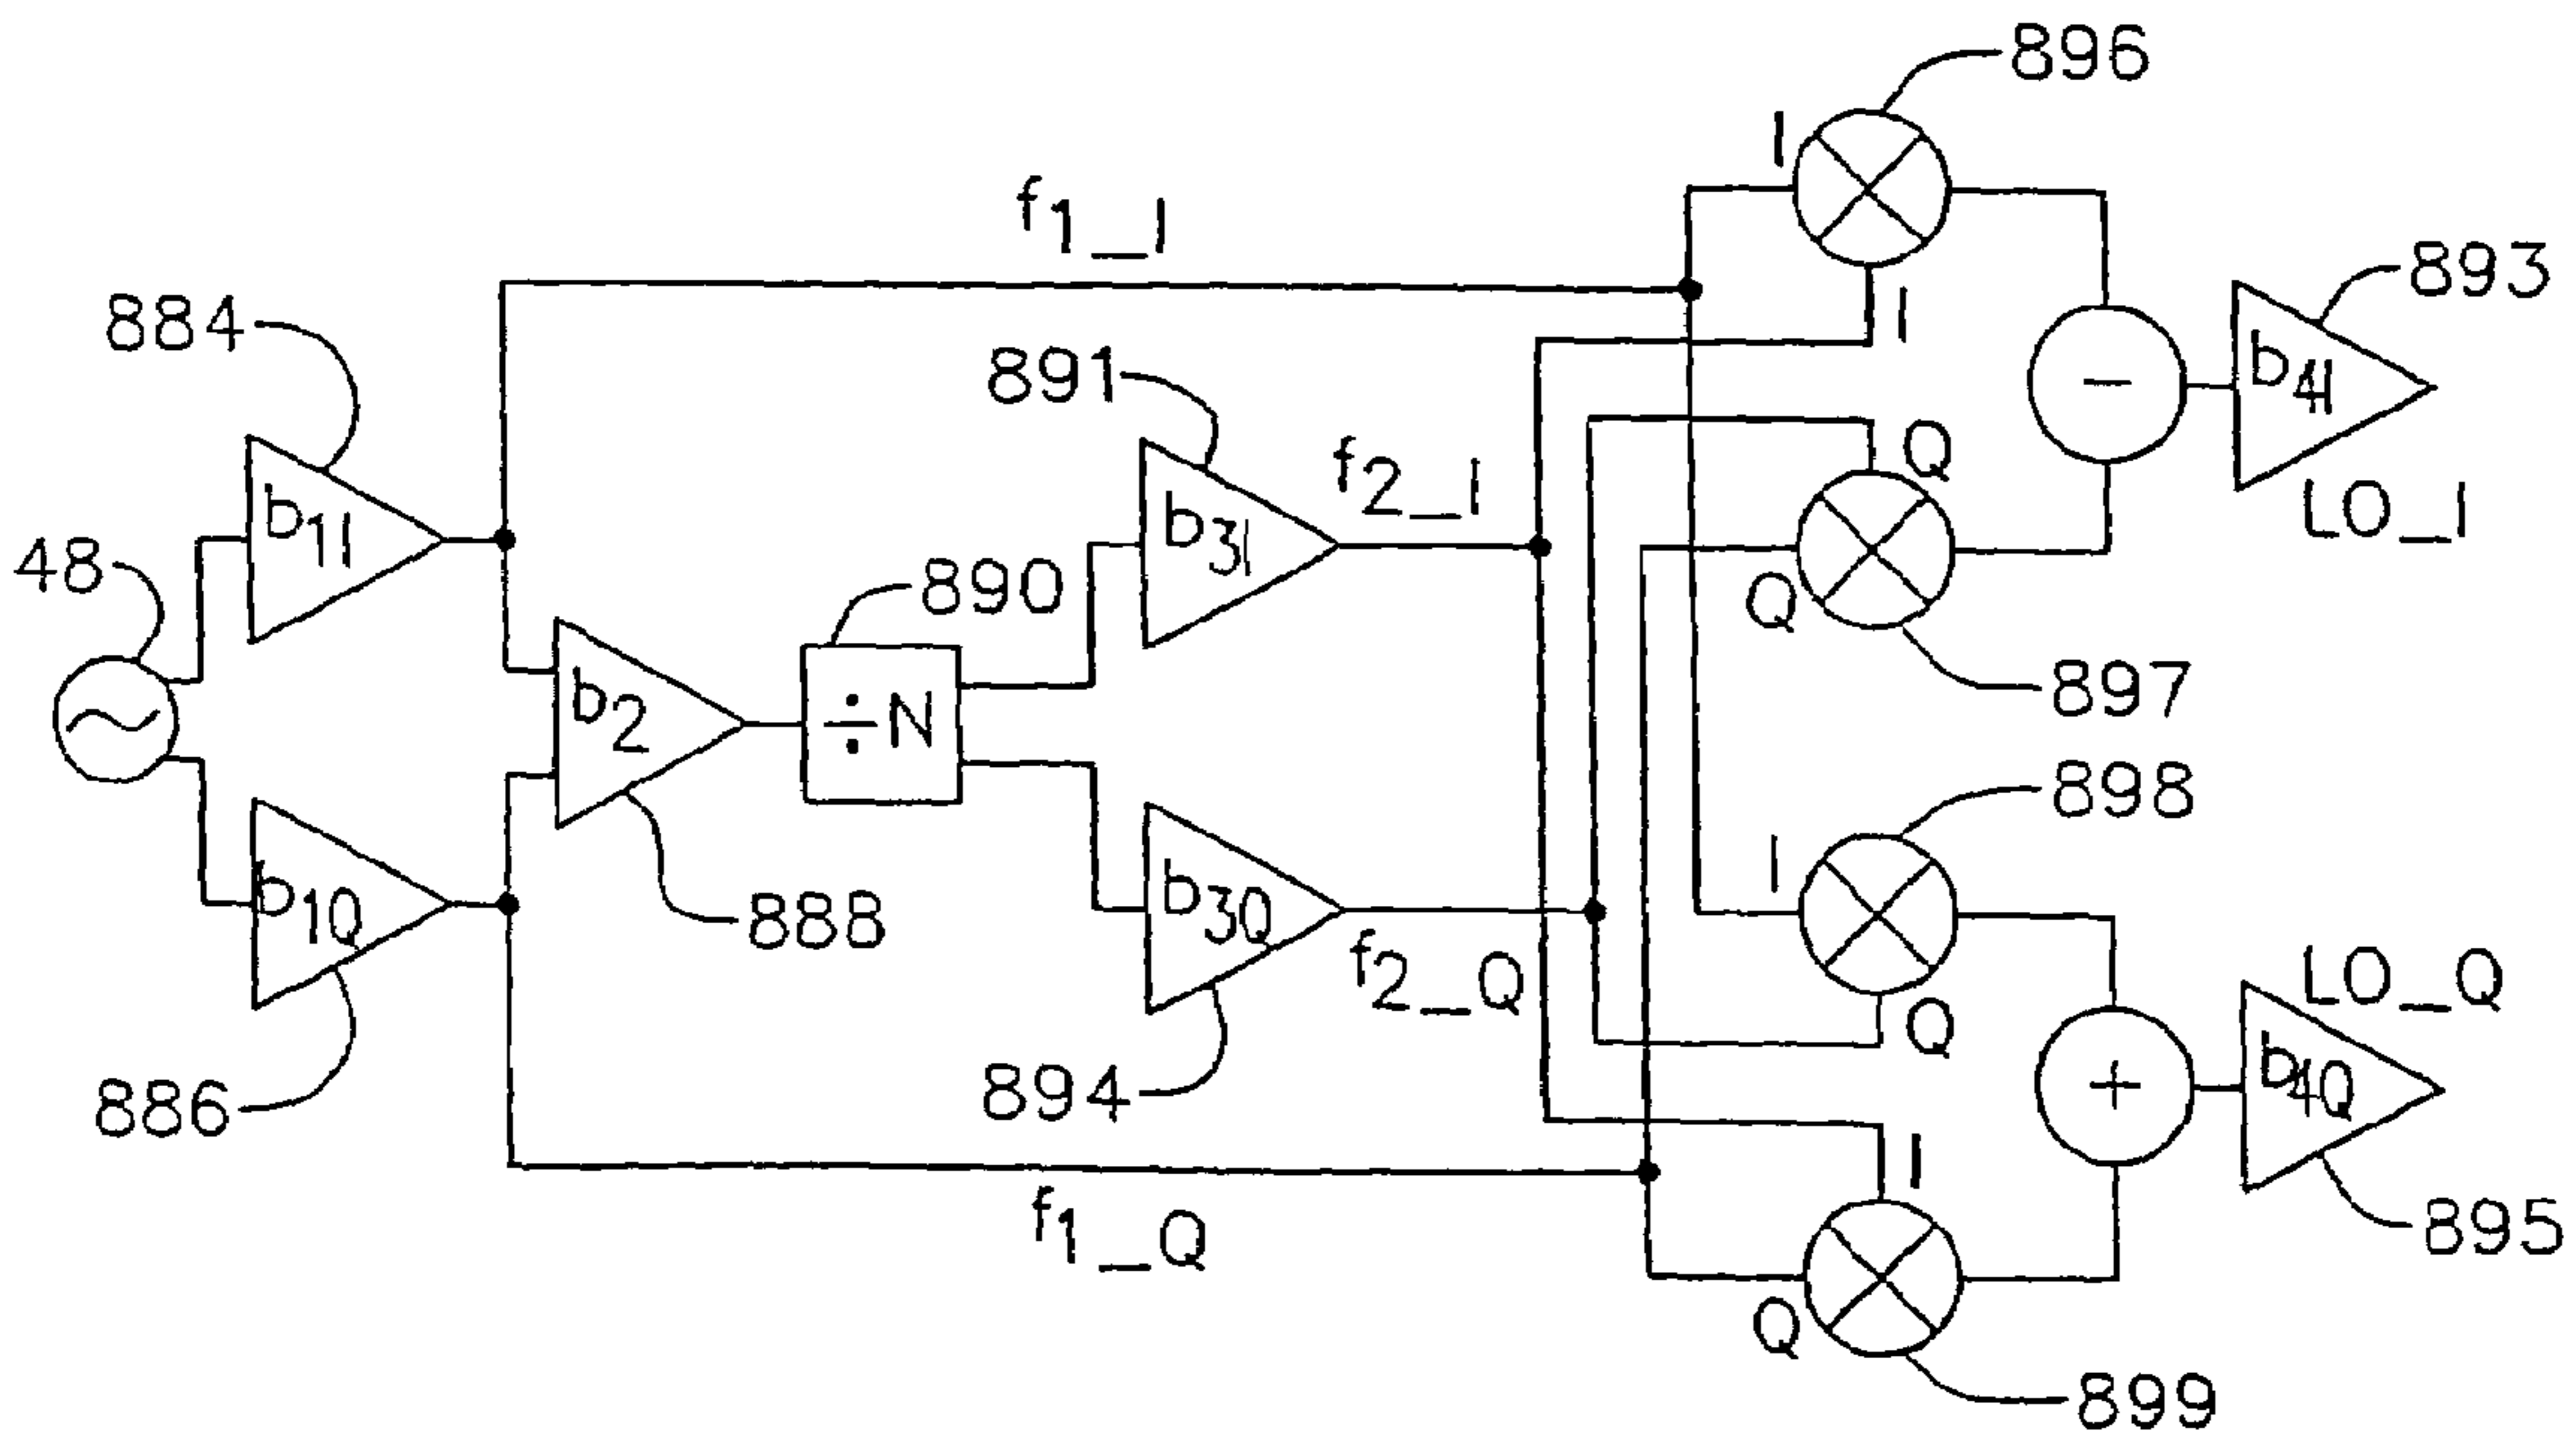 896
I
f1_I
893
884
I
891
b4I
Q
f2_I
LO_I
b1I
b3I
48
890
Q
897
b2
÷N
898
I
b1Q
b3Q
888
LO_Q
f2_Q
Q
b4Q
894
886
I
f1_Q
895
Q
899
−
+